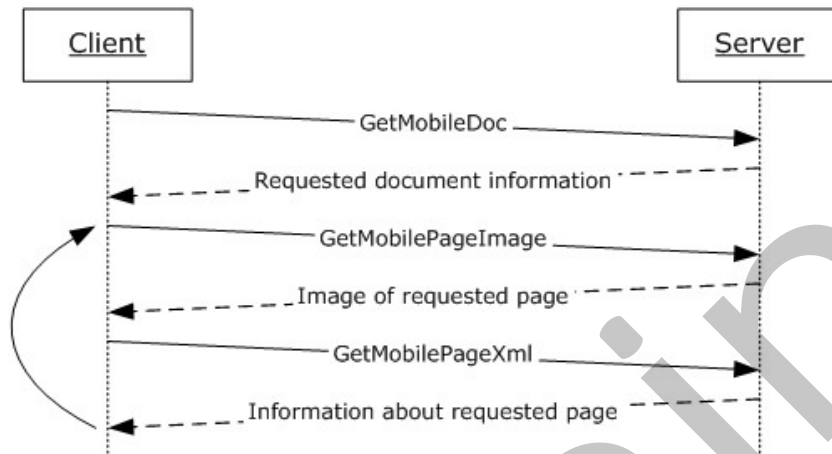 Client
Server
GetMobileDoc
Requested document information
GetMobilePageImage
Image of requested page
GetMobilePageXml
Information about requested page